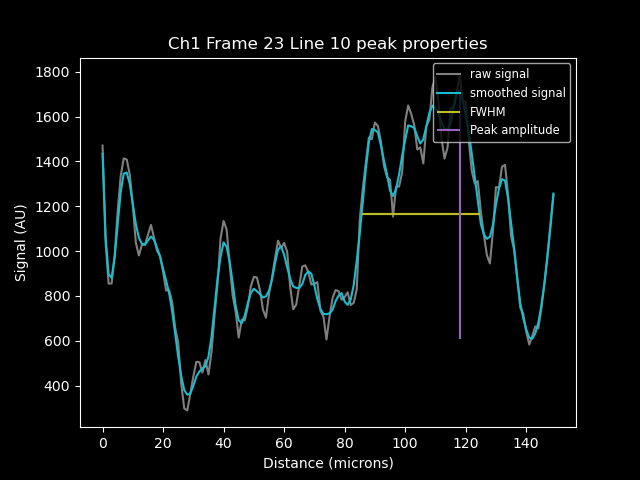 Ch1 Frame 23 Line 10 peak properties
raw signal
smoothed signal
FWHM
Peak amplitude
Signal (AU)
1800
1600
1400
1200
1000
800
600
400
0 20 40 60 80 100 120 140
Distance (microns)